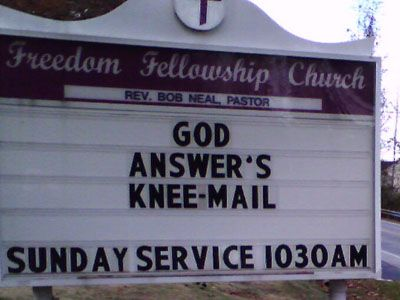 Freedom Fellowship Church
REV. BOB NEAL, PASTOR
GOD
ANSWER'S
KNEE-MAIL
SUNDAY SERVICE 1030AM